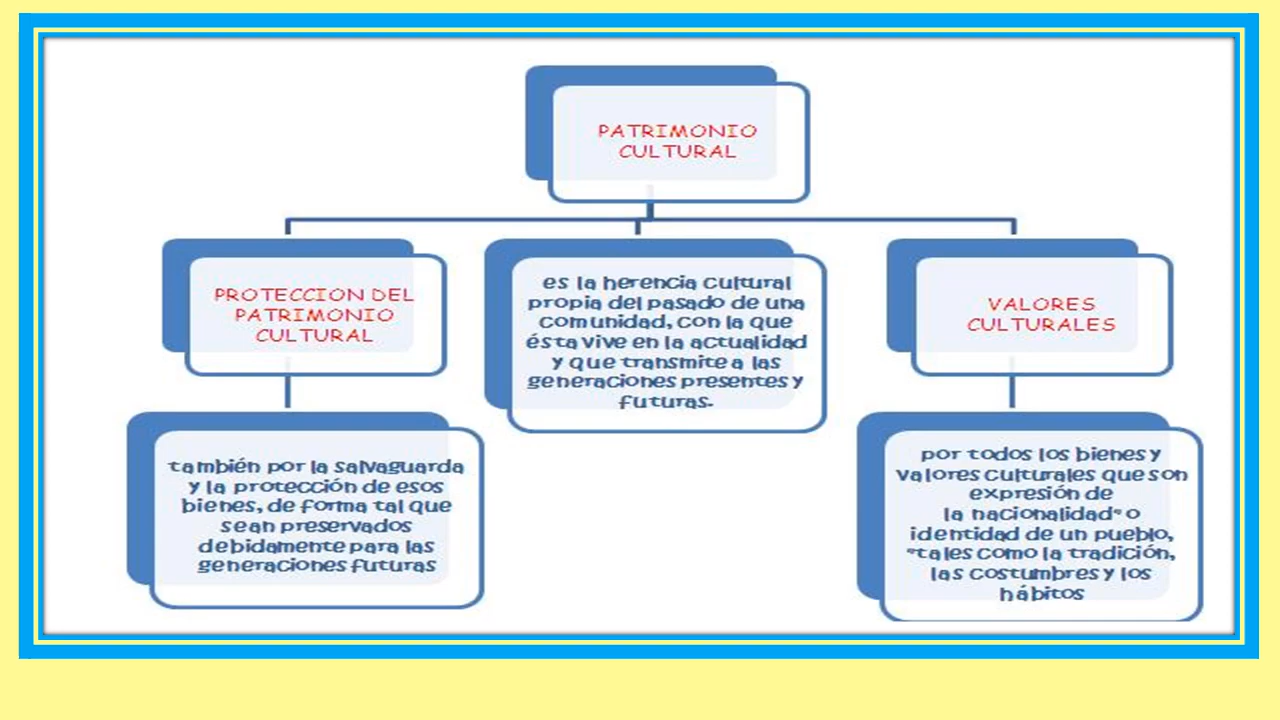 PATRIMONIO
CULTURAL
PROTECCION DEL
PATRIMONIO
CULTURAL
es la herencia cultural
propia del pasado de una
comunidad, con la que
ésta vive en la actualidad
y que transmite a las
generaciones presentes y
futuras.
VALORES
CULTURALES
también por la salvaguarda
y la protección de esos
bienes, de forma tal que
sean preservados
debidamente para las
generaciones futuras
por todos los bienes y
valores culturales que son
expresión de
la nacionalidad" o
identidad de un pueblo,
"tales como la tradición,
las costumbres y los
hábitos